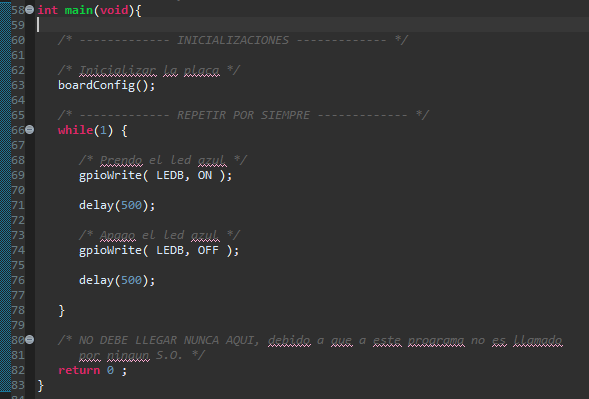 58 int main(void){
59
60 /* ------------- INICIALIZACIONES ------------- */
61
62 /* Inicializar la placa */
63 boardConfig();
64
65 /* ------------- REPETIR POR SIEMPRE ------------- */
66 while(1) {
67
68 /* Prendo el led azul */
69 gpioWrite( LEDB, ON );
70
71 delay(500);
72
73 /* Apago el led azul */
74 gpioWrite( LEDB, OFF );
75
76 delay(500);
77
78 }
79
80 /* NO DEBE LLEGAR NUNCA AQUI, debido a que a este programa no es llamado
81 por ningun S.O. */
82 return 0 ;
83 }